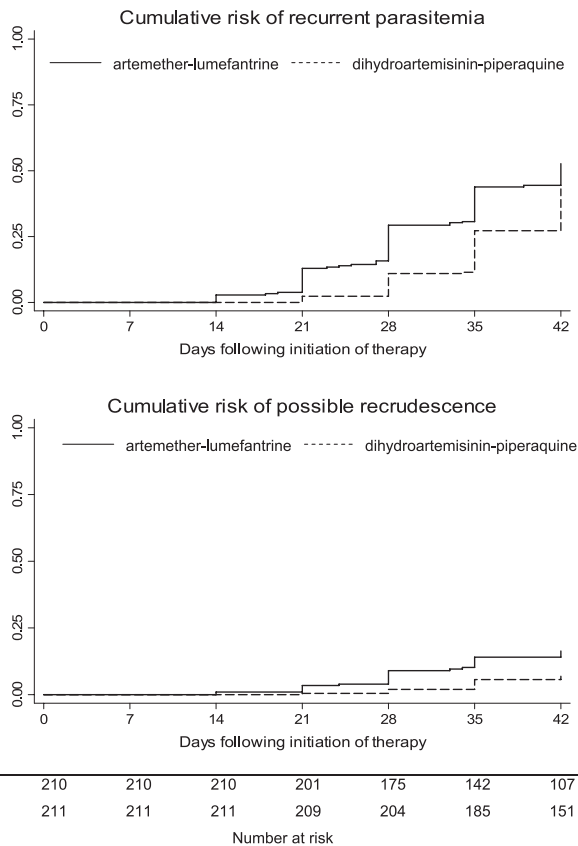 Cumulative risk of recurrent parasitemia
1.00
artemether-lumefantrine dihydroartemisinin-piperaquine
0.75
0.50
0.25
0.00
0 7 14 21 28 35 42
Days following initiation of therapy
Cumulative risk of possible recrudescence
1.00
artemether-lumefantrine dihydroartemisinin-piperaquine
0.75
0.50
0.25
0.00
0 7 14 21 28 35 42
Days following initiation of therapy
210 210 210 201 175 142 107
211 211 211 209 204 185 151
Number at risk